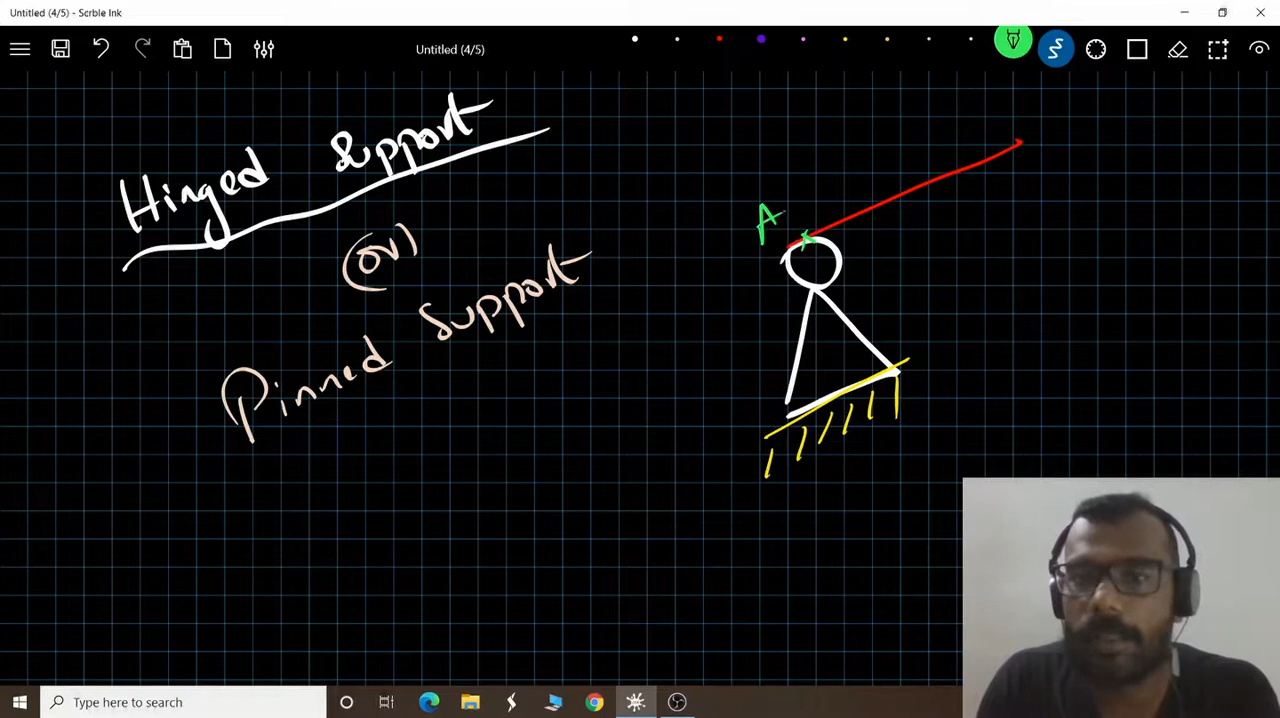 Untitled (4/5) - Scrble Ink
Untitled (4/5)
Hinged Support
(or)
Pinned Support
A
Type here to search